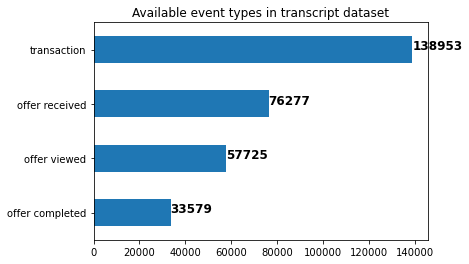 Available event types in transcript dataset
transaction
138953
offer received
76277
offer viewed
57725
offer completed
33579
0 20000 40000 60000 80000 100000 120000 140000